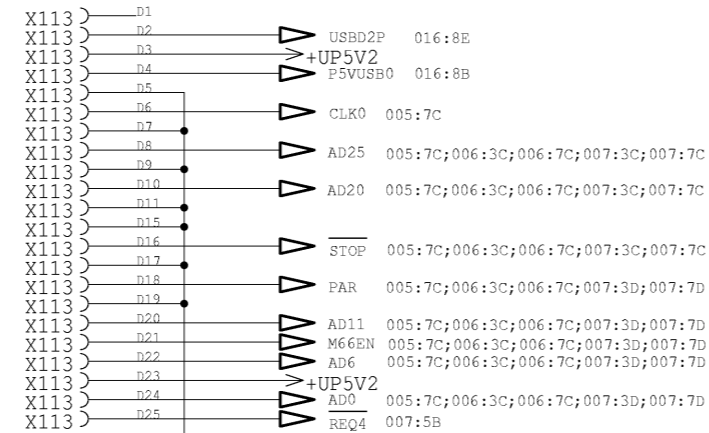 X113 D1
X113 D2 USBD2P 016:8E
X113 D3 +UP5V2
X113 D4 P5VUSB0 016:8B
X113 D5
X113 D6 CLK0 005:7C
X113 D7
X113 D8 AD25 005:7C;006:3C;006:7C;007:3C;007:7C
X113 D9
X113 D10 AD20 005:7C;006:3C;006:7C;007:3C;007:7C
X113 D11
X113 D15
X113 D16 STOP 005:7C;006:3C;006:7C;007:3C;007:7C
X113 D17
X113 D18 PAR 005:7C;006:3C;006:7C;007:3D;007:7D
X113 D19
X113 D20 AD11 005:7C;006:3C;006:7C;007:3D;007:7D
X113 D21 M66EN 005:7C;006:3C;006:7C;007:3D;007:7D
X113 D22 AD6 005:7C;006:3C;006:7C;007:3D;007:7D
X113 D23 +UP5V2
X113 D24 AD0 005:7C;006:3C;006:7C;007:3D;007:7D
X113 D25 REQ4 007:5B